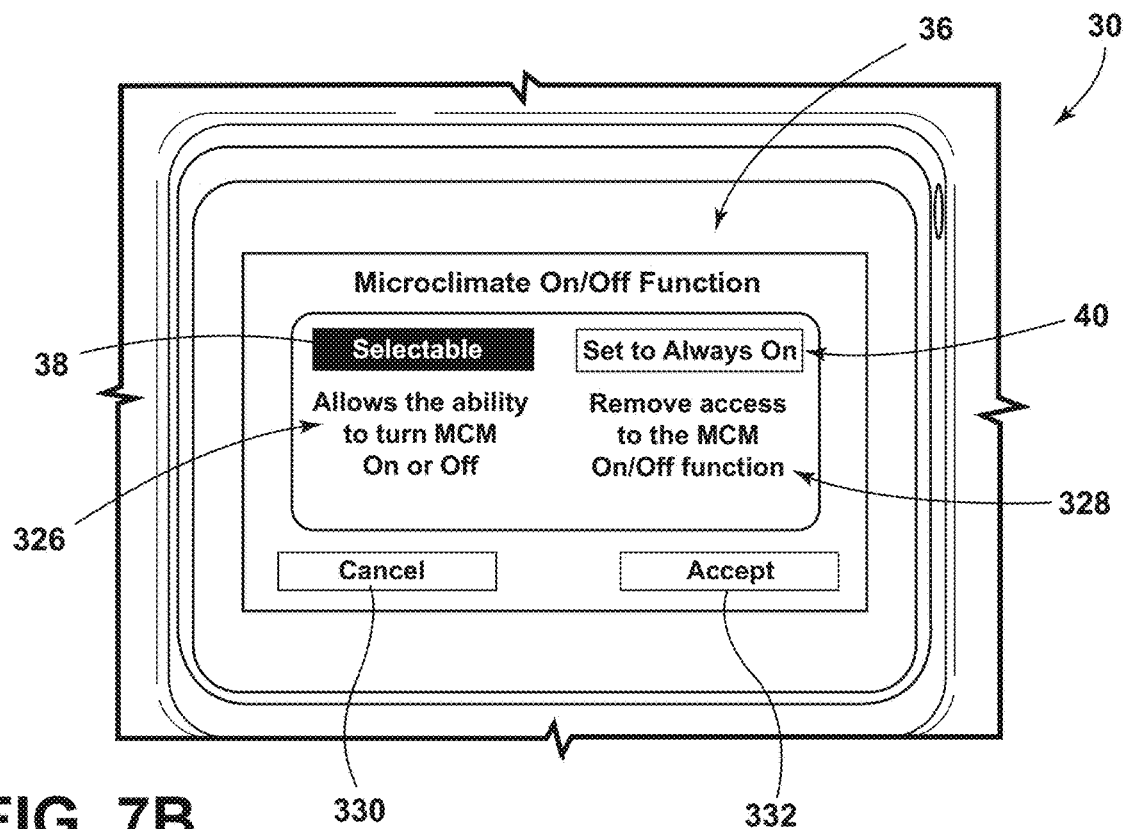 36
30
Microclimate On/Off Function
38
Selectable
Set to Always On
40
Allows the ability
to turn MCM
On or Off
Remove access
to the MCM
On/Off function
326
328
Cancel
Accept
330
332
FIG. 7B